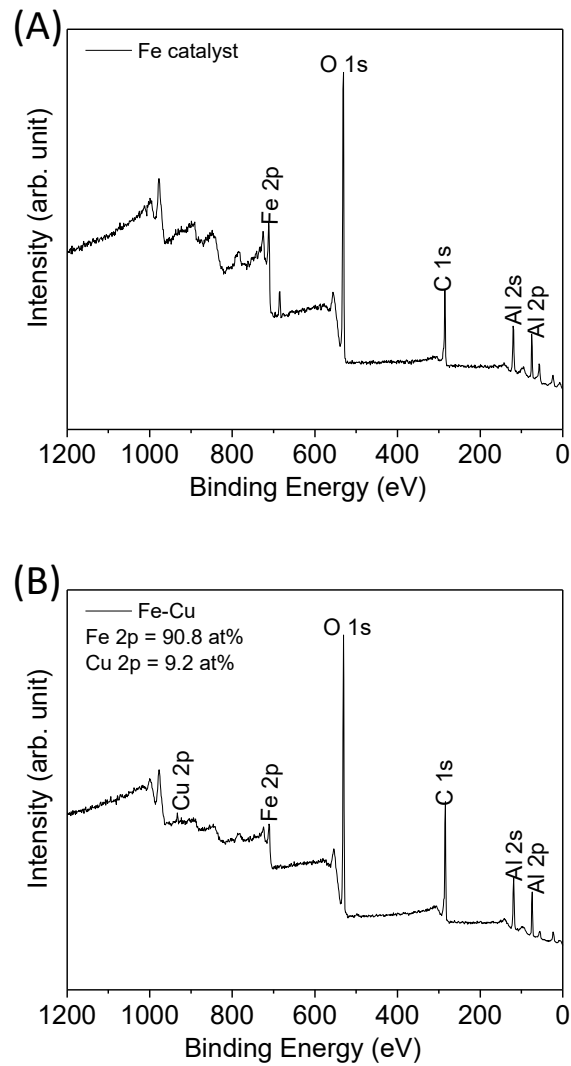 (A)
Fe catalyst
O 1s
Fe 2p
C 1s
Al 2s
Al 2p
Intensity (arb. unit)
1200 1000 800 600 400 200 0
Binding Energy (eV)
(B)
Fe-Cu
Fe 2p = 90.8 at%
Cu 2p = 9.2 at%
O 1s
Cu 2p
Fe 2p
C 1s
Al 2s
Al 2p
Intensity (arb. unit)
1200 1000 800 600 400 200 0
Binding Energy (eV)